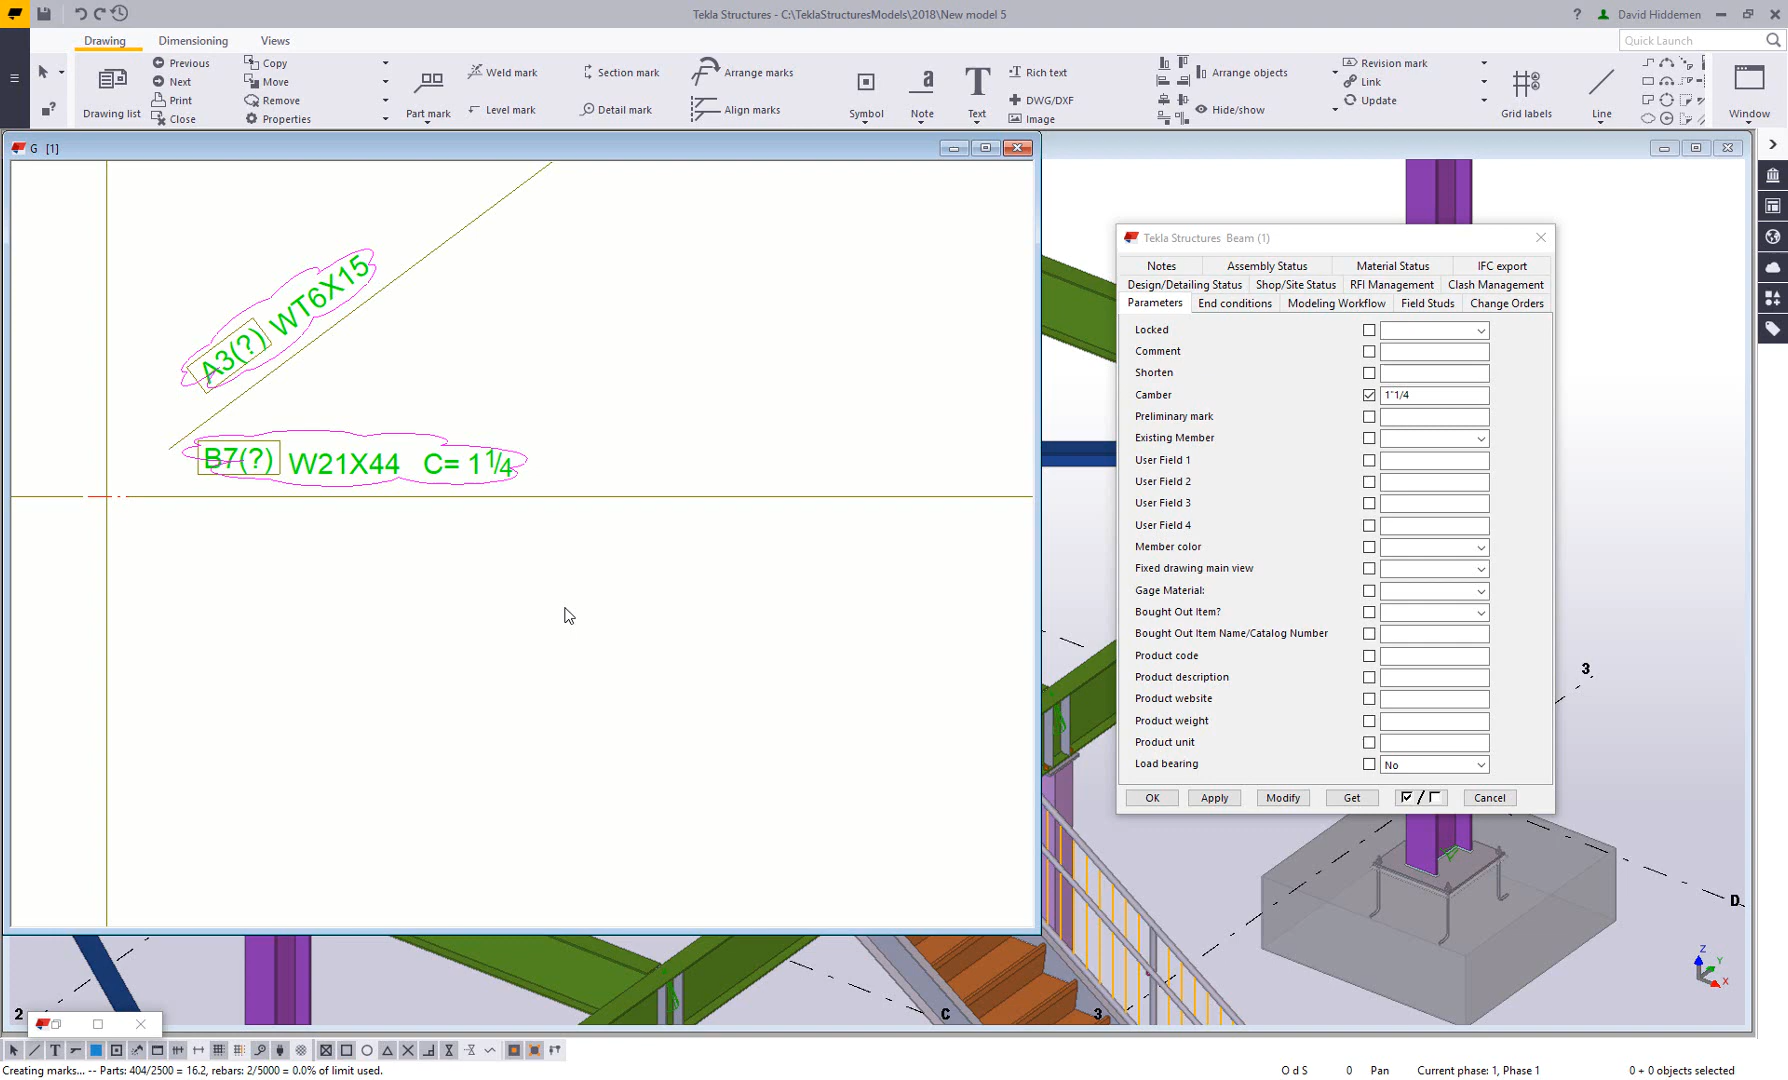 Tekla Structures - C:\TeklaStructuresModels\2018\New model 5
? David Hiddemen
Drawing Dimensioning Views
Quick Launch
Drawing list
Previous
Next
Print
Close
Copy
Move
Remove
Properties
Part mark
Weld mark
Level mark
Section mark
Detail mark
Arrange marks
Align marks
Symbol
Note
Text
Rich text
DWG/DXF
Image
Arrange objects
Hide/show
Revision mark
Link
Update
Grid labels
Line
Window
G [1]
A3(?) WT6X15
B7(?) W21X44 C= 1 1/4
Tekla Structures Beam (1)
Notes Assembly Status Material Status IFC export
Design/Detailing Status Shop/Site Status RFI Management Clash Management
Parameters End conditions Modeling Workflow Field Studs Change Orders
Locked
Comment
Shorten
Camber 1"1/4
Preliminary mark
Existing Member
User Field 1
User Field 2
User Field 3
User Field 4
Member color
Fixed drawing main view
Gage Material:
Bought Out Item?
Bought Out Item Name/Catalog Number
Product code
Product description
Product website
Product weight
Product unit
Load bearing No
OK Apply Modify Get / Cancel
3
D
Z
Y
X
2
C
3
Creating marks... -- Parts: 404/2500 = 16.2, rebars: 2/5000 = 0.0% of limit used.
O d S 0 Pan Current phase: 1, Phase 1 0 + 0 objects selected